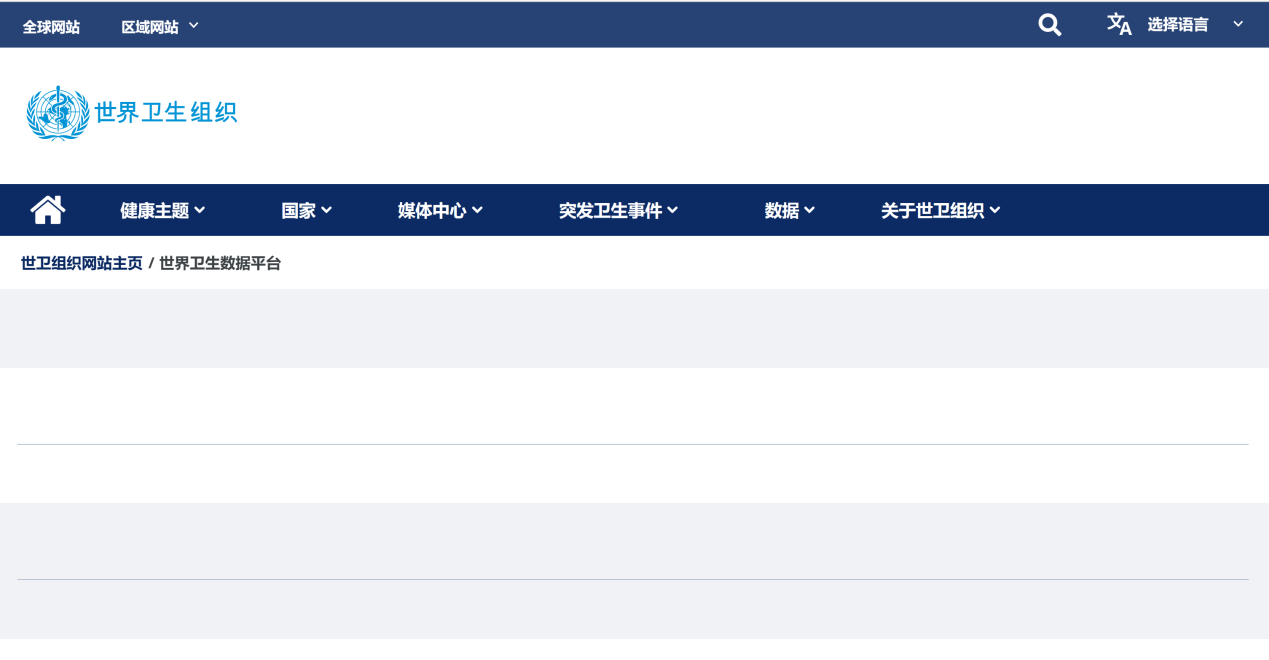 全球网站 区域网站 选择语言
世界卫生组织
健康主题 国家 媒体中心 突发卫生事件 数据 关于世卫组织
世卫组织网站主页 / 世界卫生数据平台